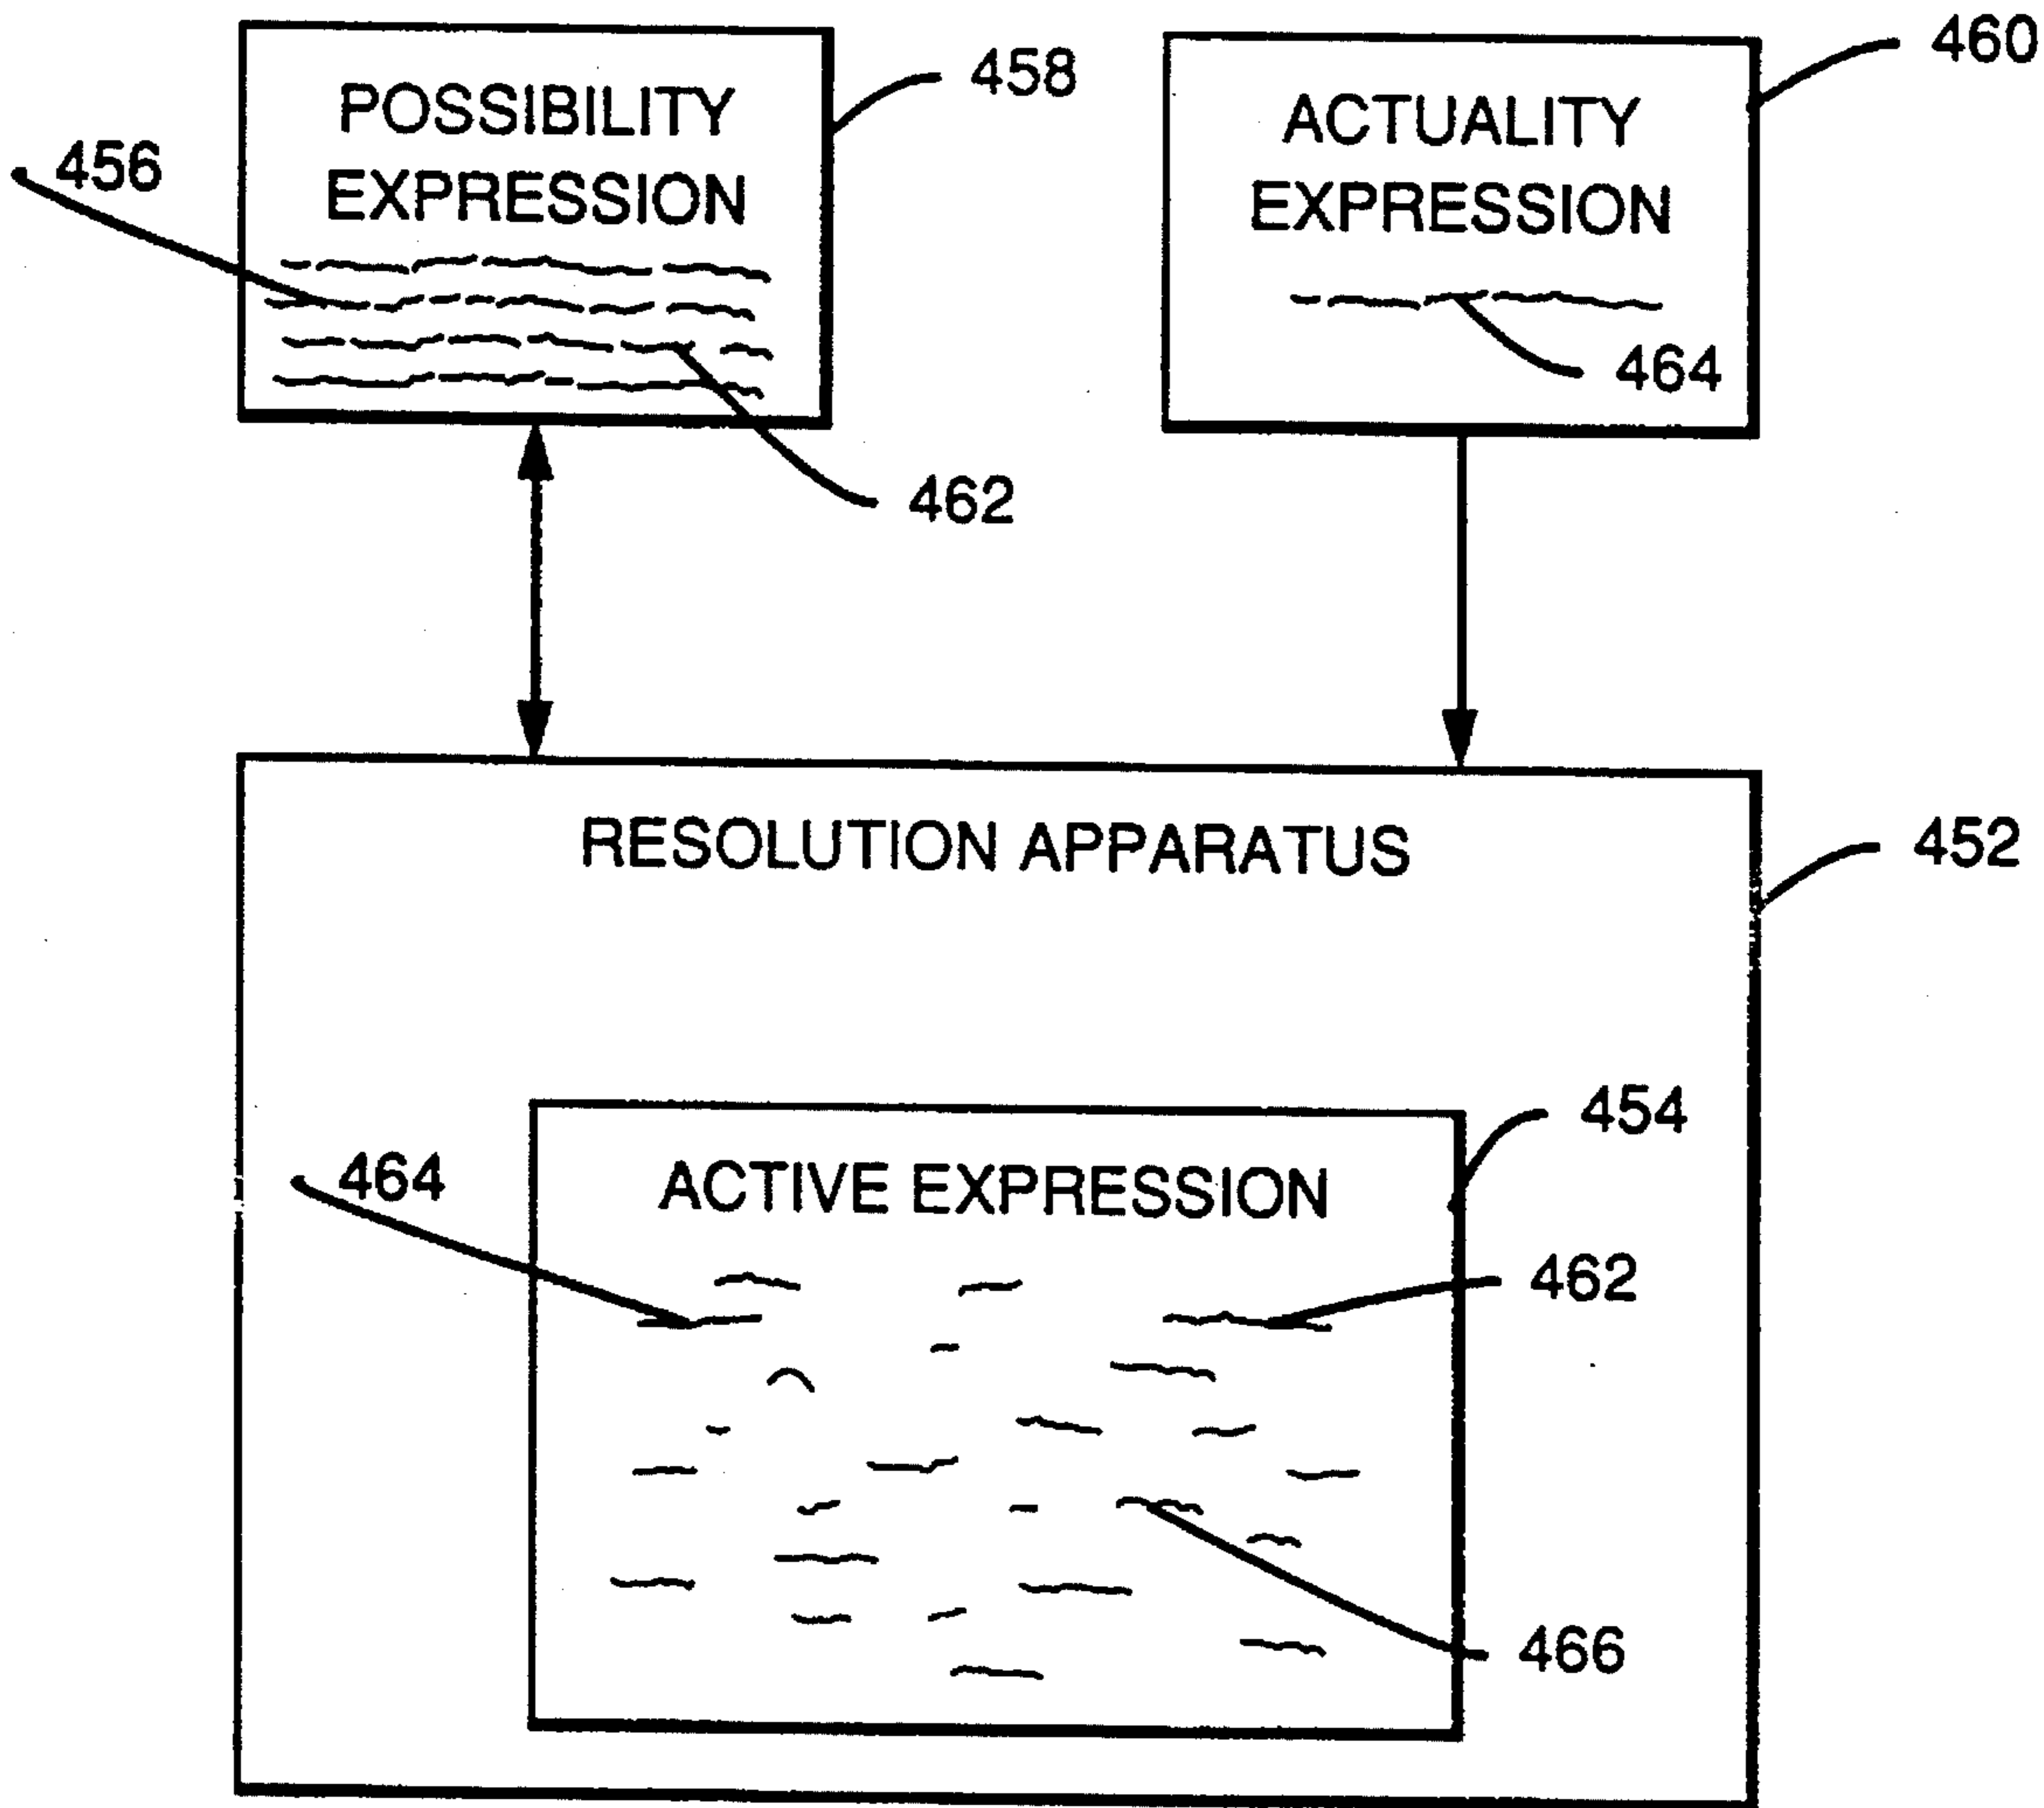 460
458
POSSIBILITY
EXPRESSION
ACTUALITY
EXPRESSION
456
464
462
RESOLUTION APPARATUS
452
454
ACTIVE EXPRESSION
464
462
466